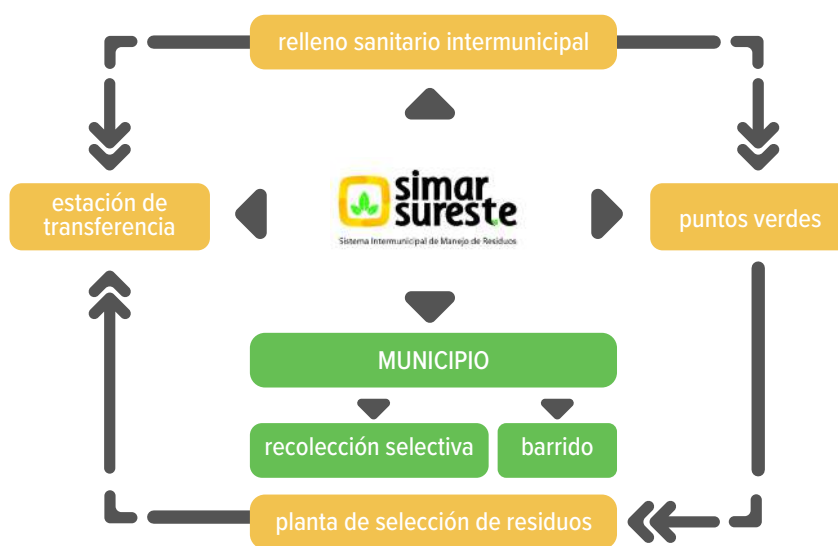 relleno sanitario intermunicipal
simar
sureste
Sistema Intermunicipal de Manejo de Residuos
estación de
transferencia
puntos verdes
MUNICIPIO
recolección selectiva
barrido
planta de selección de residuos